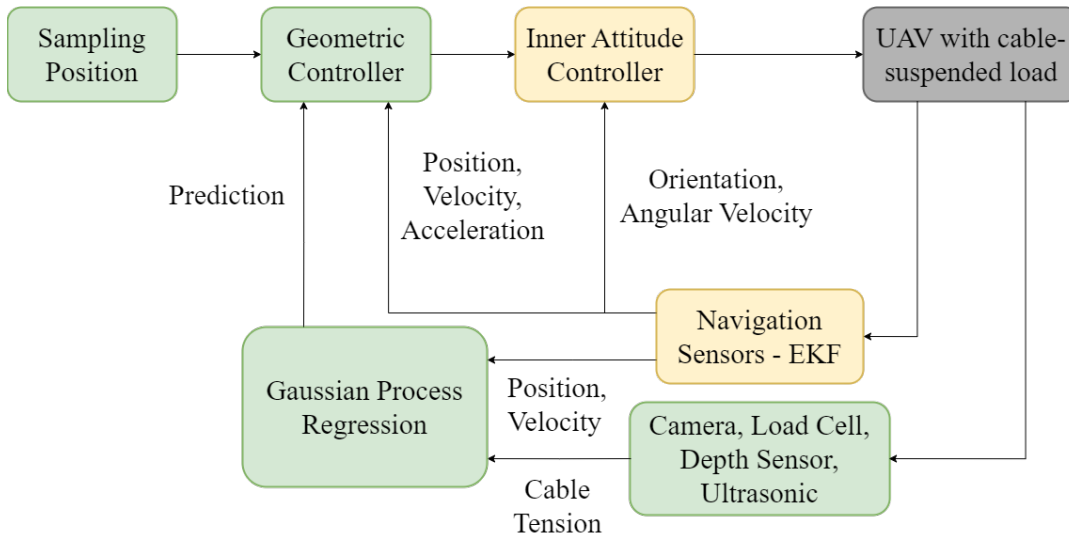 Sampling
Position
Geometric
Controller
Inner Attitude
Controller
UAV with cable-
suspended load
Prediction
Position,
Velocity,
Acceleration
Orientation,
Angular Velocity
Navigation
Sensors - EKF
Gaussian Process
Regression
Position,
Velocity
Camera, Load Cell,
Depth Sensor,
Ultrasonic
Cable
Tension